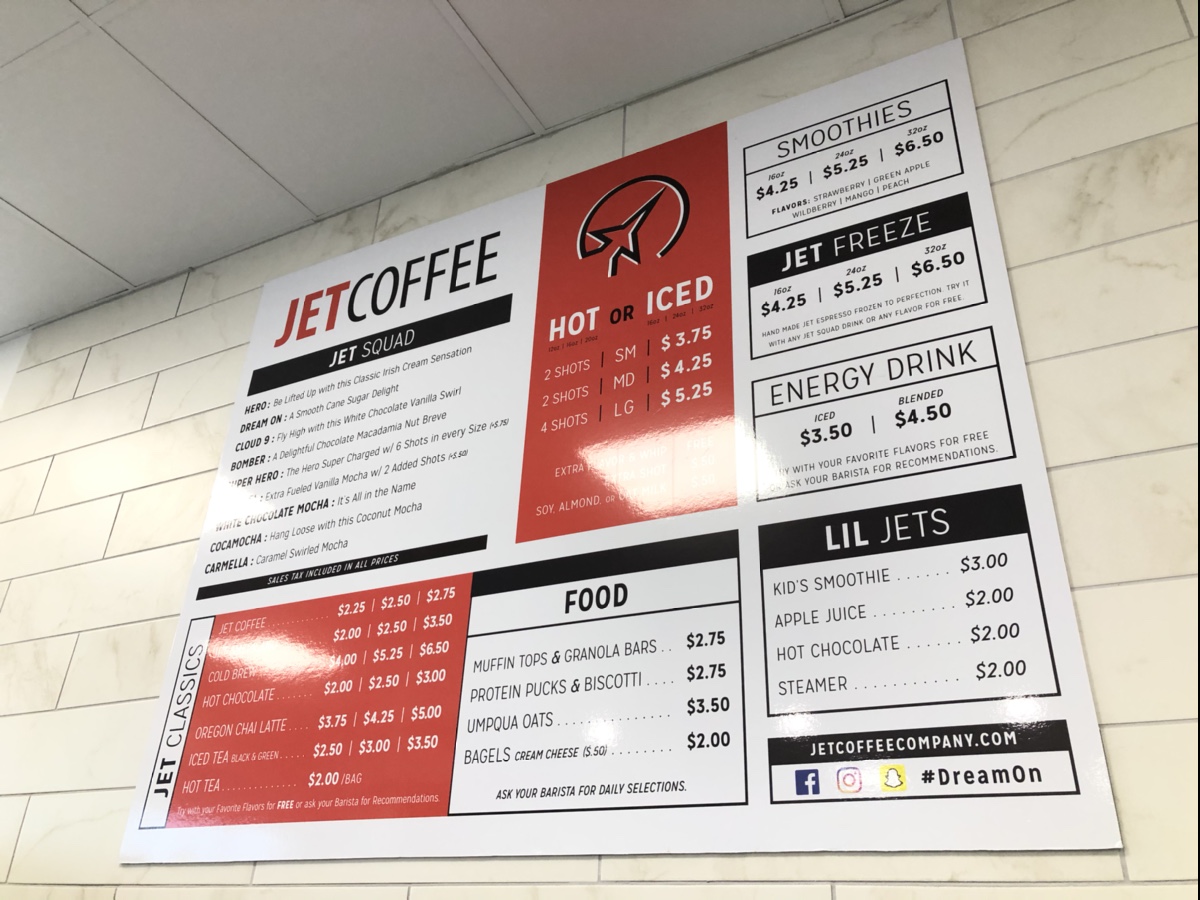 JETCOFFEE
JET SQUAD
HERO : Be Lifted Up with this Classic Irish Cream Sensation
DREAM ON : A Smooth Cane Sugar Delight
CLOUD 9 : Fly High with this White Chocolate Vanilla Swirl
BOMBER : A Delightful Chocolate Macadamia Nut Breve
SUPER HERO : The Hero Super Charged w/ 6 Shots in every Size (+$.75)
: Extra Fueled Vanilla Mocha w/ 2 Added Shots (+$.50)
WHITE CHOCOLATE MOCHA : It's All in the Name
COCAMOCHA : Hang Loose with this Coconut Mocha
CARMELLA : Caramel Swirled Mocha
SALES TAX INCLUDED IN ALL PRICES
HOT OR ICED
12oz | 16oz | 20oz 16oz | 24oz | 32oz
2 SHOTS | SM | $ 3.75
2 SHOTS | MD | $ 4.25
4 SHOTS | LG | $ 5.25
EXTRA
SOY, ALMOND, OR
SMOOTHIES
16oz 24oz 32oz
$4.25 | $5.25 | $6.50
FLAVORS: STRAWBERRY | GREEN APPLE
WILDBERRY | MANGO | PEACH
JET FREEZE
16oz 24oz 32oz
$4.25 | $5.25 | $6.50
HAND MADE JET ESPRESSO FROZEN TO PERFECTION. TRY IT
WITH ANY JET SQUAD DRINK OR ANY FLAVOR FOR FREE.
ENERGY DRINK
ICED BLENDED
$3.50 | $4.50
WITH YOUR FAVORITE FLAVORS FOR FREE
OR ASK YOUR BARISTA FOR RECOMMENDATIONS.
JET CLASSICS
JET COFFEE ............ $2.25 | $2.50 | $2.75
$2.00 | $2.50 | $3.50
COLD BREW $4.00 | $5.25 | $6.50
HOT CHOCOLATE ....... $2.00 | $2.50 | $3.00
OREGON CHAI LATTE .... $3.75 | $4.25 | $5.00
ICED TEA BLACK & GREEN ..... $2.50 | $3.00 | $3.50
HOT TEA ............. $2.00 /BAG
Try with your Favorite Flavors for FREE or ask your Barista for Recommendations.
FOOD
MUFFIN TOPS & GRANOLA BARS .. $2.75
PROTEIN PUCKS & BISCOTTI .... $2.75
UMPQUA OATS .............. $3.50
BAGELS CREAM CHEESE ($.50) ........ $2.00
ASK YOUR BARISTA FOR DAILY SELECTIONS.
LIL JETS
KID'S SMOOTHIE ...... $3.00
APPLE JUICE ......... $2.00
HOT CHOCOLATE ...... $2.00
STEAMER ........... $2.00
JETCOFFEECOMPANY.COM
#DreamOn